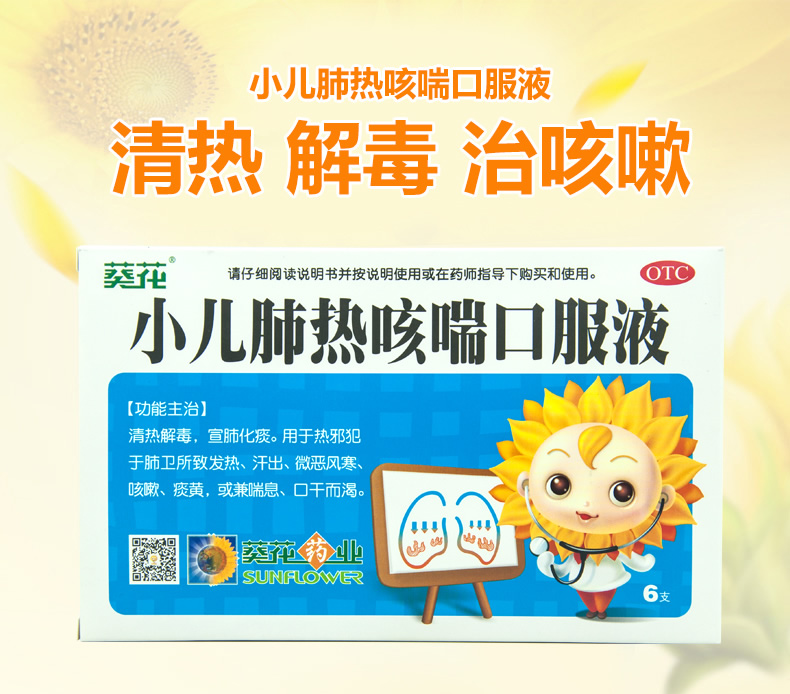 小儿肺热咳喘口服液
清热 解毒 治咳嗽
葵花®
请仔细阅读说明书并按说明使用或在药师指导下购买和使用。
OTC
小儿肺热咳喘口服液
【功能主治】
清热解毒，宣肺化痰。用于热邪犯
于肺卫所致发热、汗出、微恶风寒、
咳嗽、痰黄，或兼喘息、口干而渴。
葵花药业
SUNFLOWER
6支